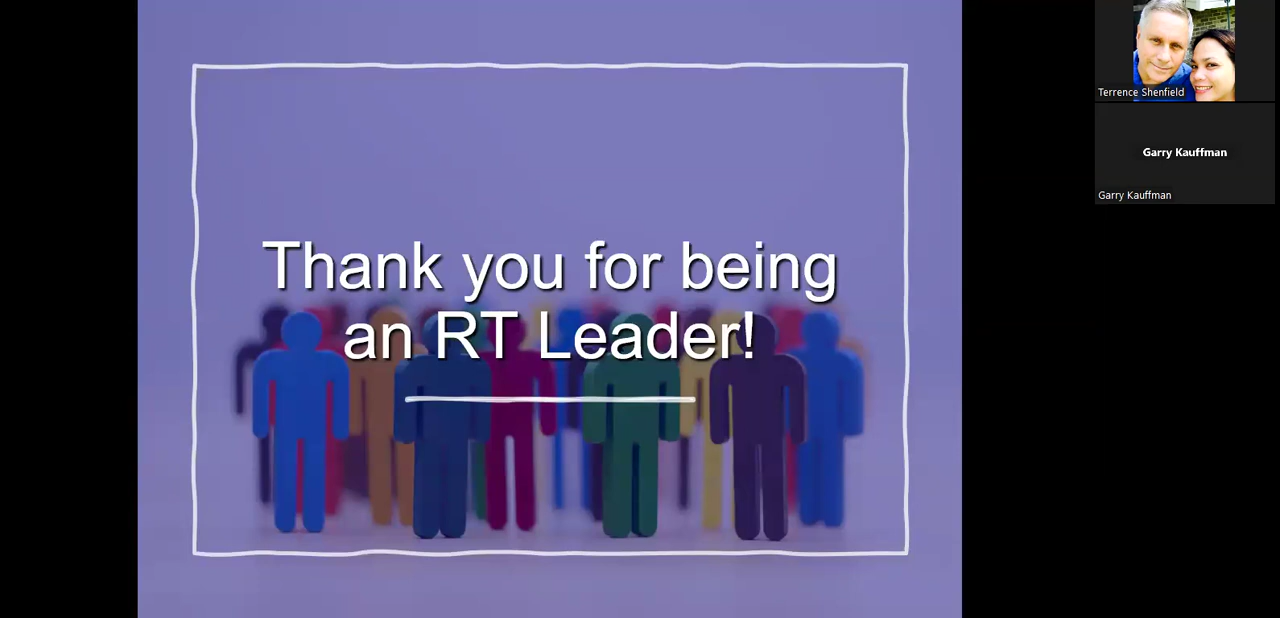 Thank you for being
an RT Leader!
Terrence Shenfield
Garry Kauffman
Garry Kauffman